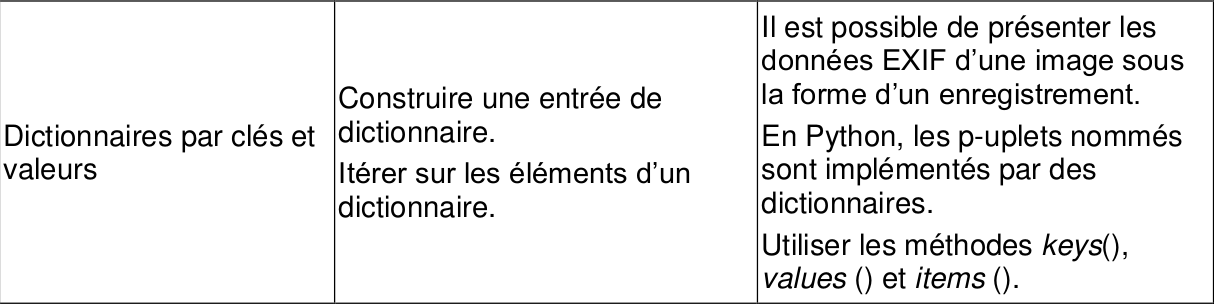 Dictionnaires par clés et
valeurs
Construire une entrée de
dictionnaire.
Itérer sur les éléments d’un
dictionnaire.
Il est possible de présenter les
données EXIF d’une image sous
la forme d’un enregistrement.
En Python, les p-uplets nommés
sont implémentés par des
dictionnaires.
Utiliser les méthodes keys(),
values () et items ().